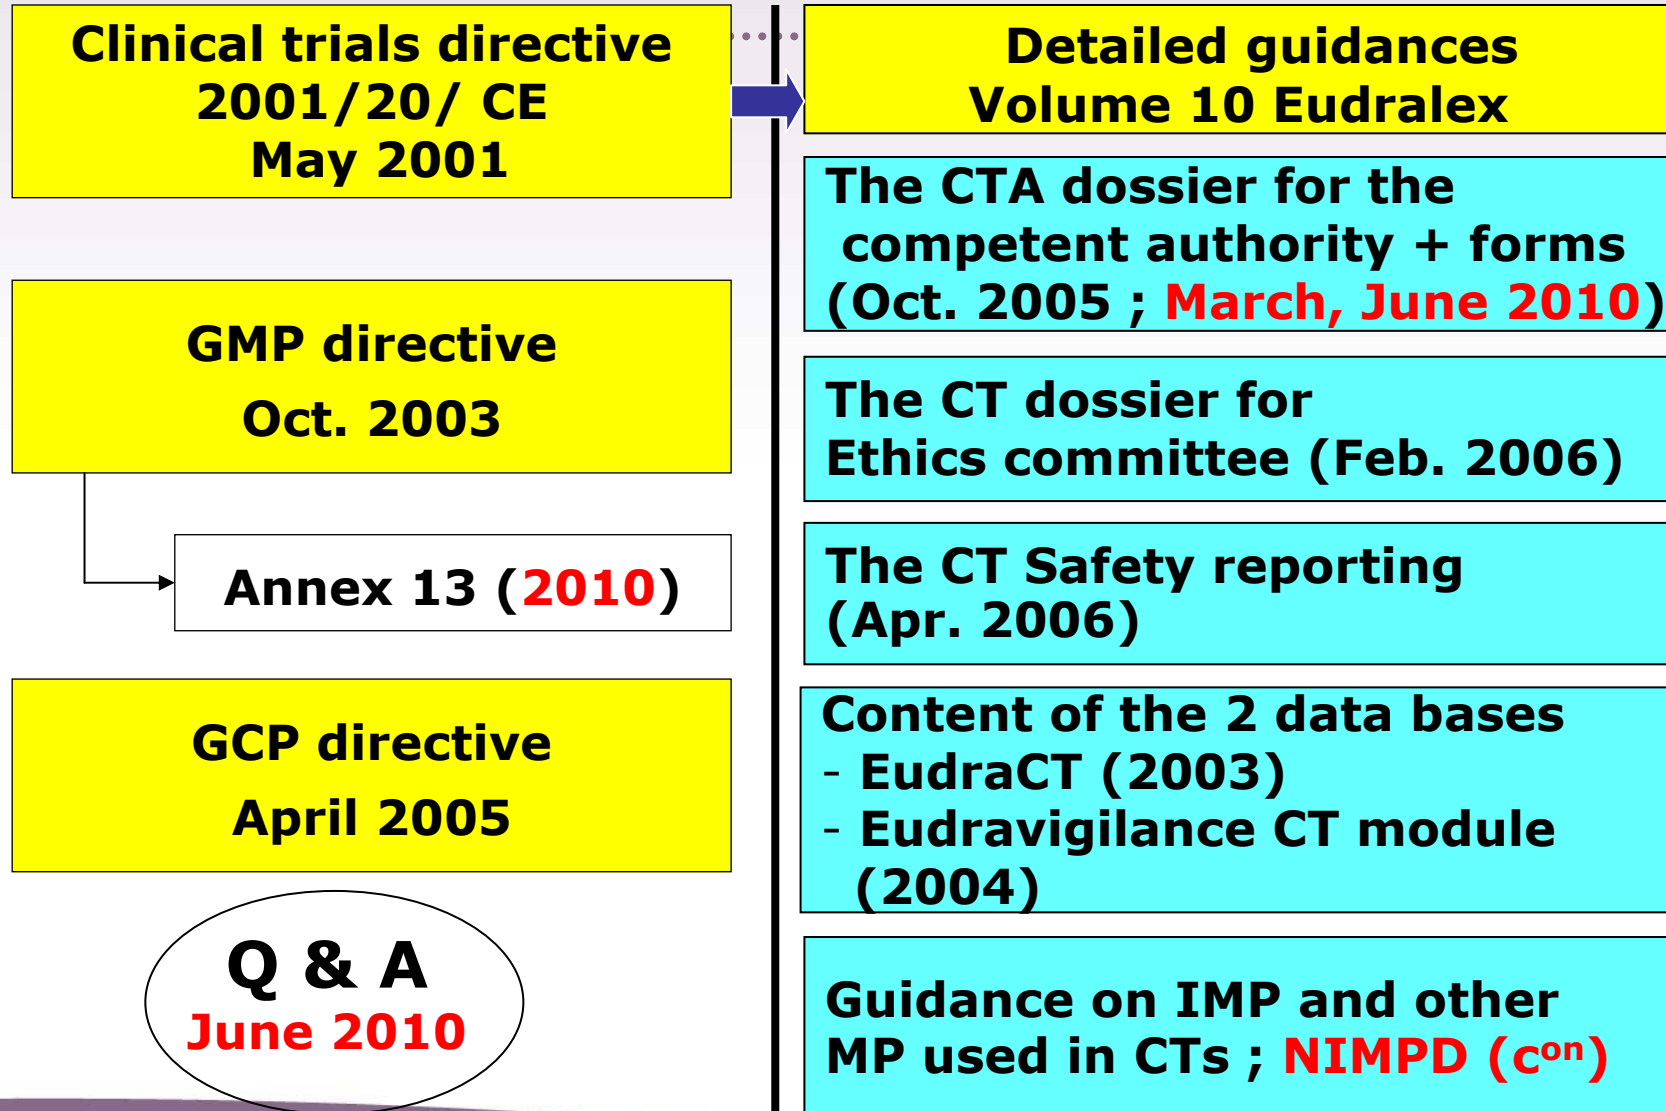 Clinical trials directive
2001/20/ CE
May 2001
GMP directive
Oct. 2003
Annex 13 (2010)
GCP directive
April 2005
Q & A
June 2010
Detailed guidances
Volume 10 Eudralex
The CTA dossier for the
competent authority + forms
(Oct. 2005 ; March, June 2010)
The CT dossier for
Ethics committee (Feb. 2006)
The CT Safety reporting
(Apr. 2006)
Content of the 2 data bases
- EudraCT (2003)
- Eudravigilance CT module
(2004)
Guidance on IMP and other
MP used in CTs ; NIMPD (cᵒⁿ)